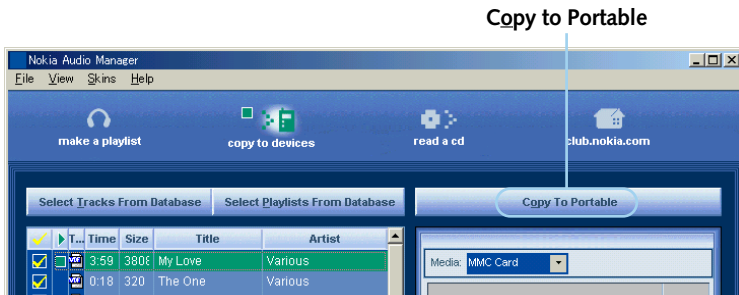 Copy to Portable
Nokia Audio Manager
File View Skins Help
make a playlist
copy to devices
read a cd
club.nokia.com
Select Tracks From Database
Select Playlists From Database
Copy To Portable
T... Time Size Title Artist
3:59 3808 My Love Various
0:18 320 The One Various
Media: MMC Card